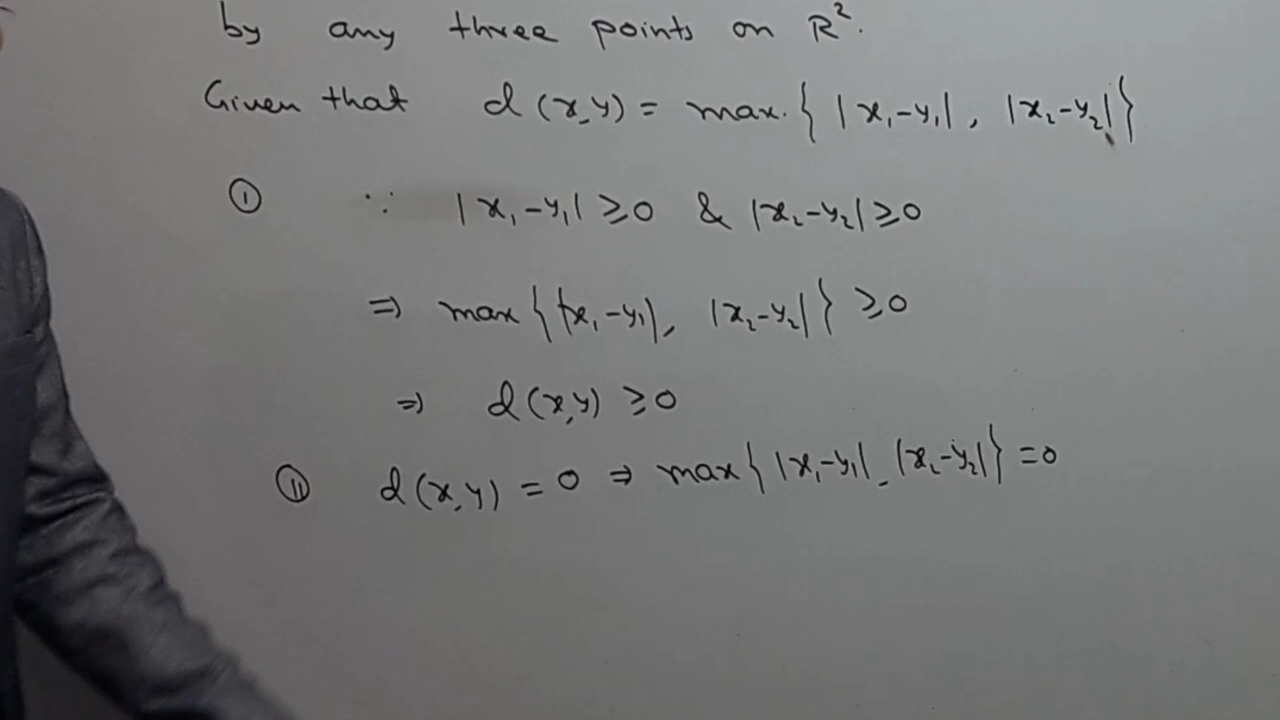 by any three points on R².
Given that d(x,y) = max. { |x₁-y₁|, |x₂-y₂| }
① ∵ |x₁-y₁| ≥ 0 & |x₂-y₂| ≥ 0
⇒ max { |x₁-y₁|, |x₂-y₂| } ≥ 0
⇒ d(x,y) ≥ 0
Ⓘ d(x,y) = 0 ⇒ max { |x₁-y₁|, |x₂-y₂| } = 0